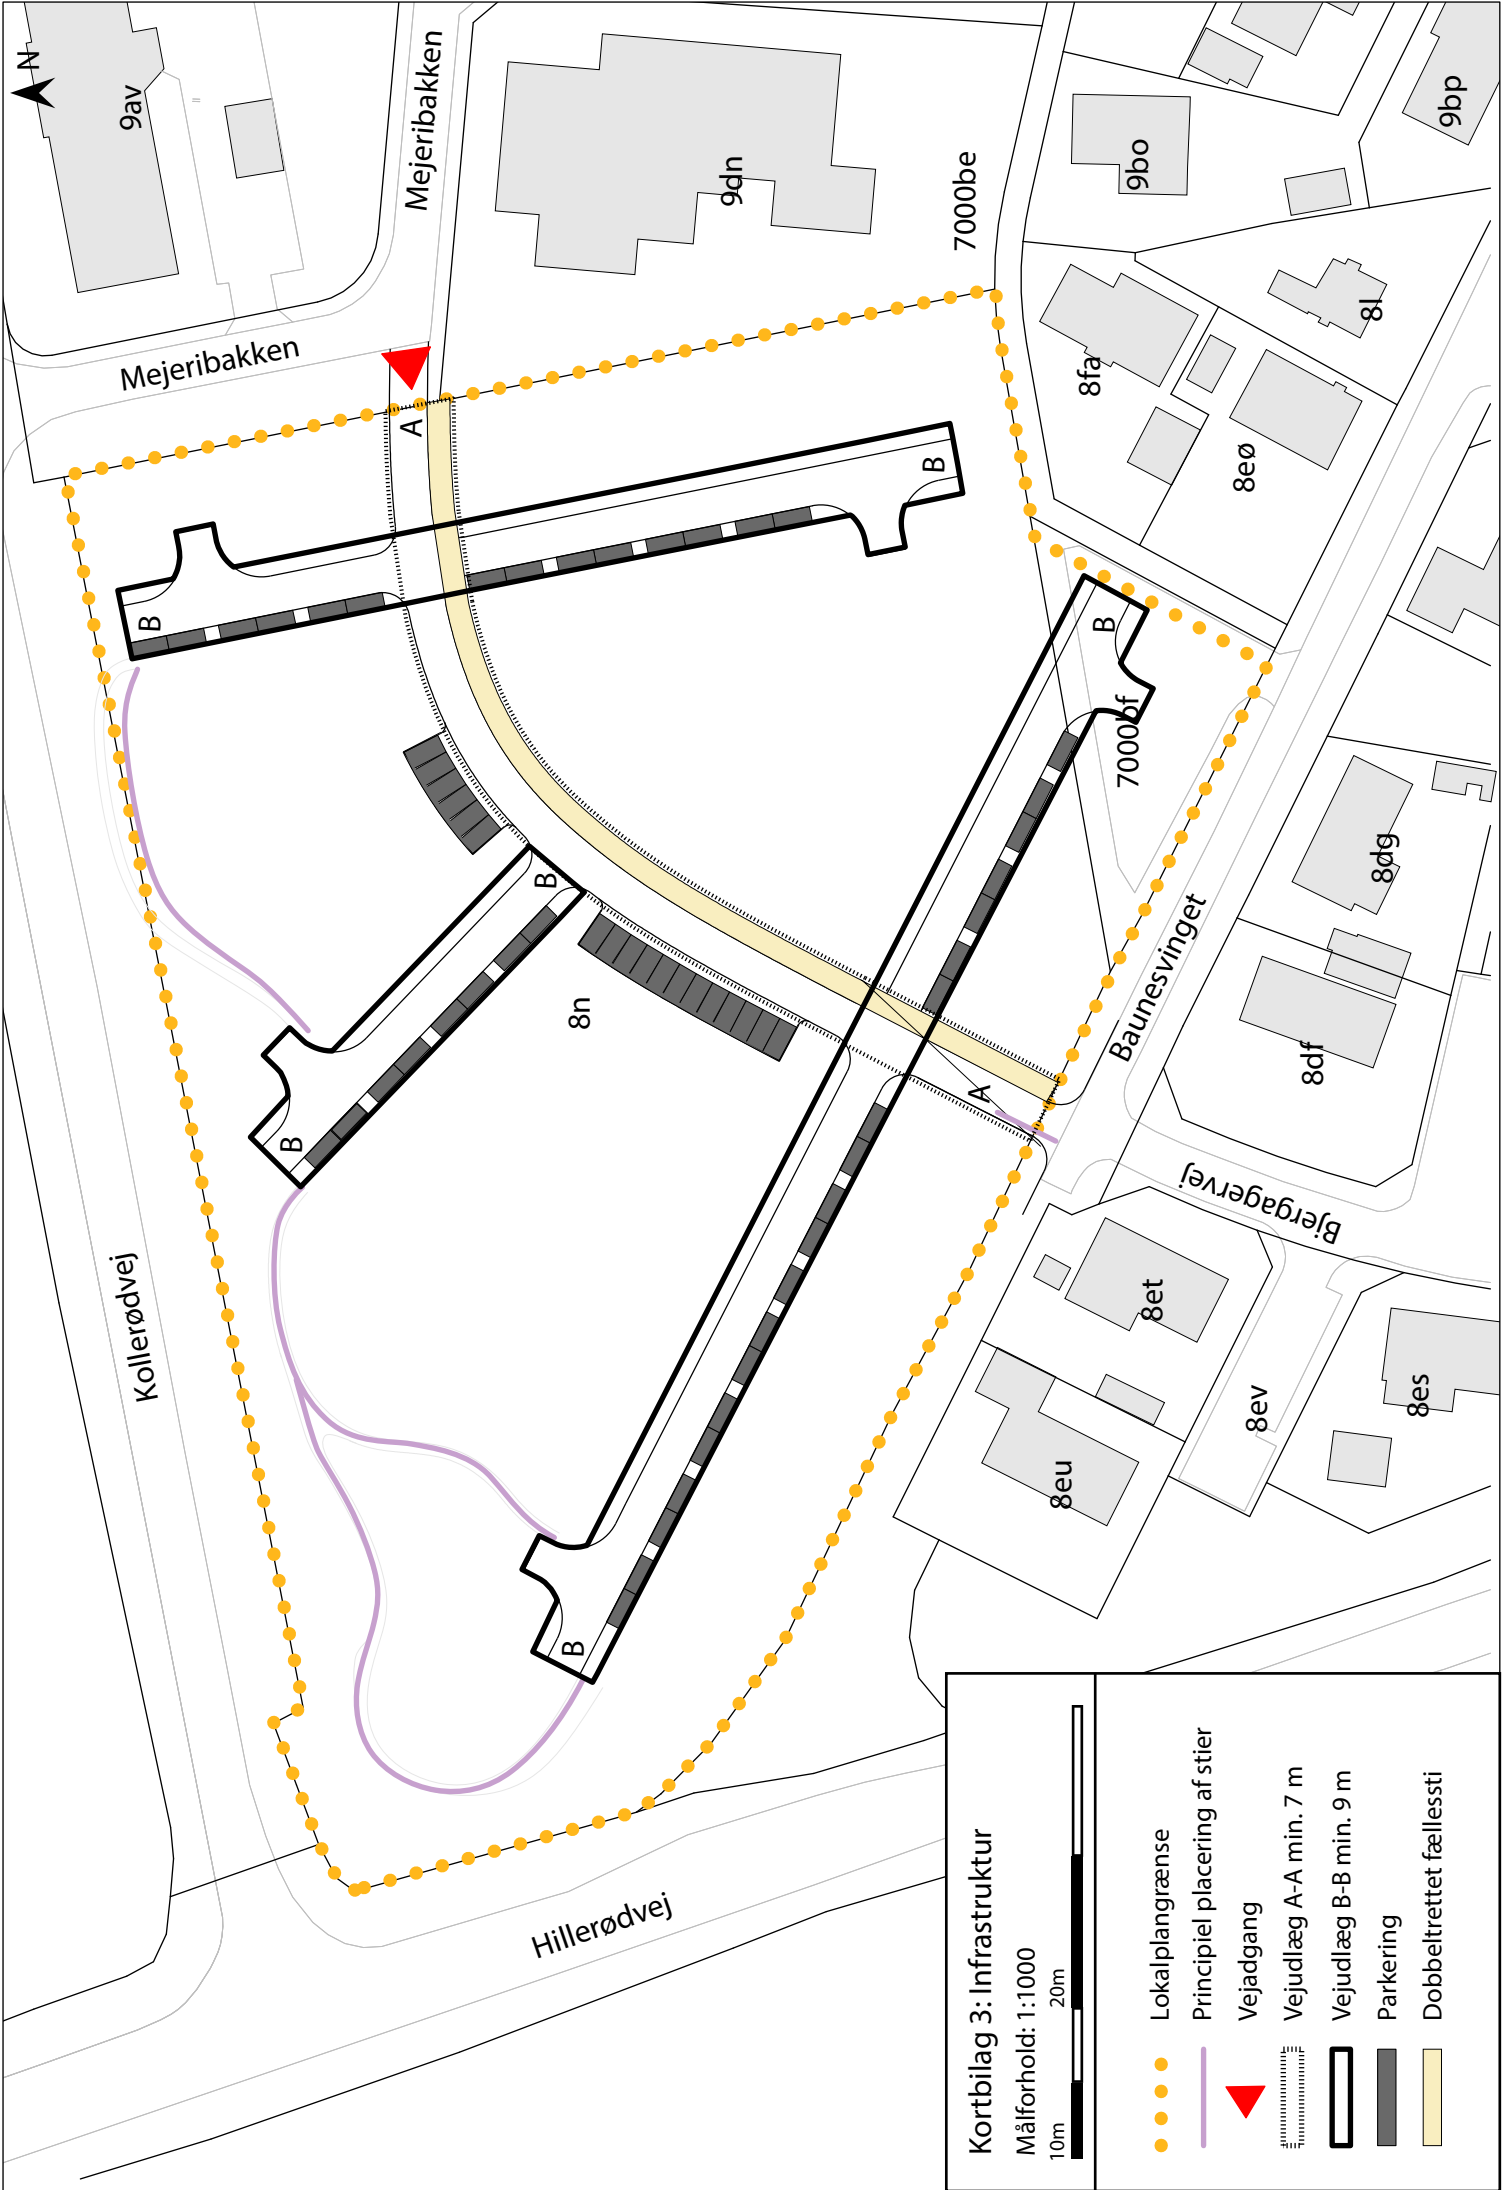 N
9av
Mejeribakken
Mejeribakken
9dn
7000be
9bo
9bp
8fa
8l
8eø
A
B
B
B
7000bf
8dg
Baunesvinget
8df
B
8n
A
B
Kollerødvej
Bjergagervej
8et
8ev
8es
8eu
B
Hillerødvej
Kortbilag 3: Infrastruktur
Målforhold: 1:1000
10m 20m
Lokalplangrænse
Principiel placering af stier
Vejadgang
Vejudlæg A-A min. 7 m
Vejudlæg B-B min. 9 m
Parkering
Dobbeltrettet fællessti